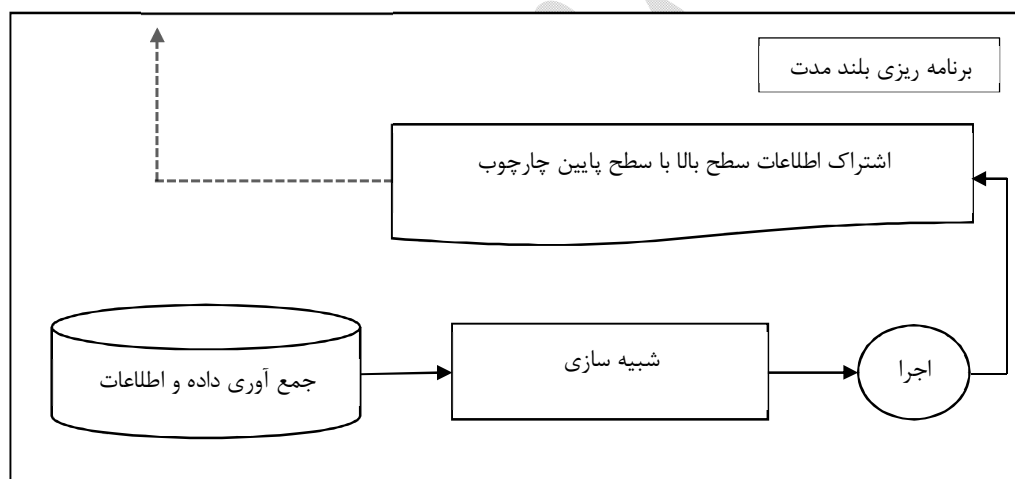 برنامه ریزی بلند مدت
اشتراک اطلاعات سطح بالا با سطح پایین چارچوب
جمع آوری داده و اطلاعات
شبیه سازی
اجرا